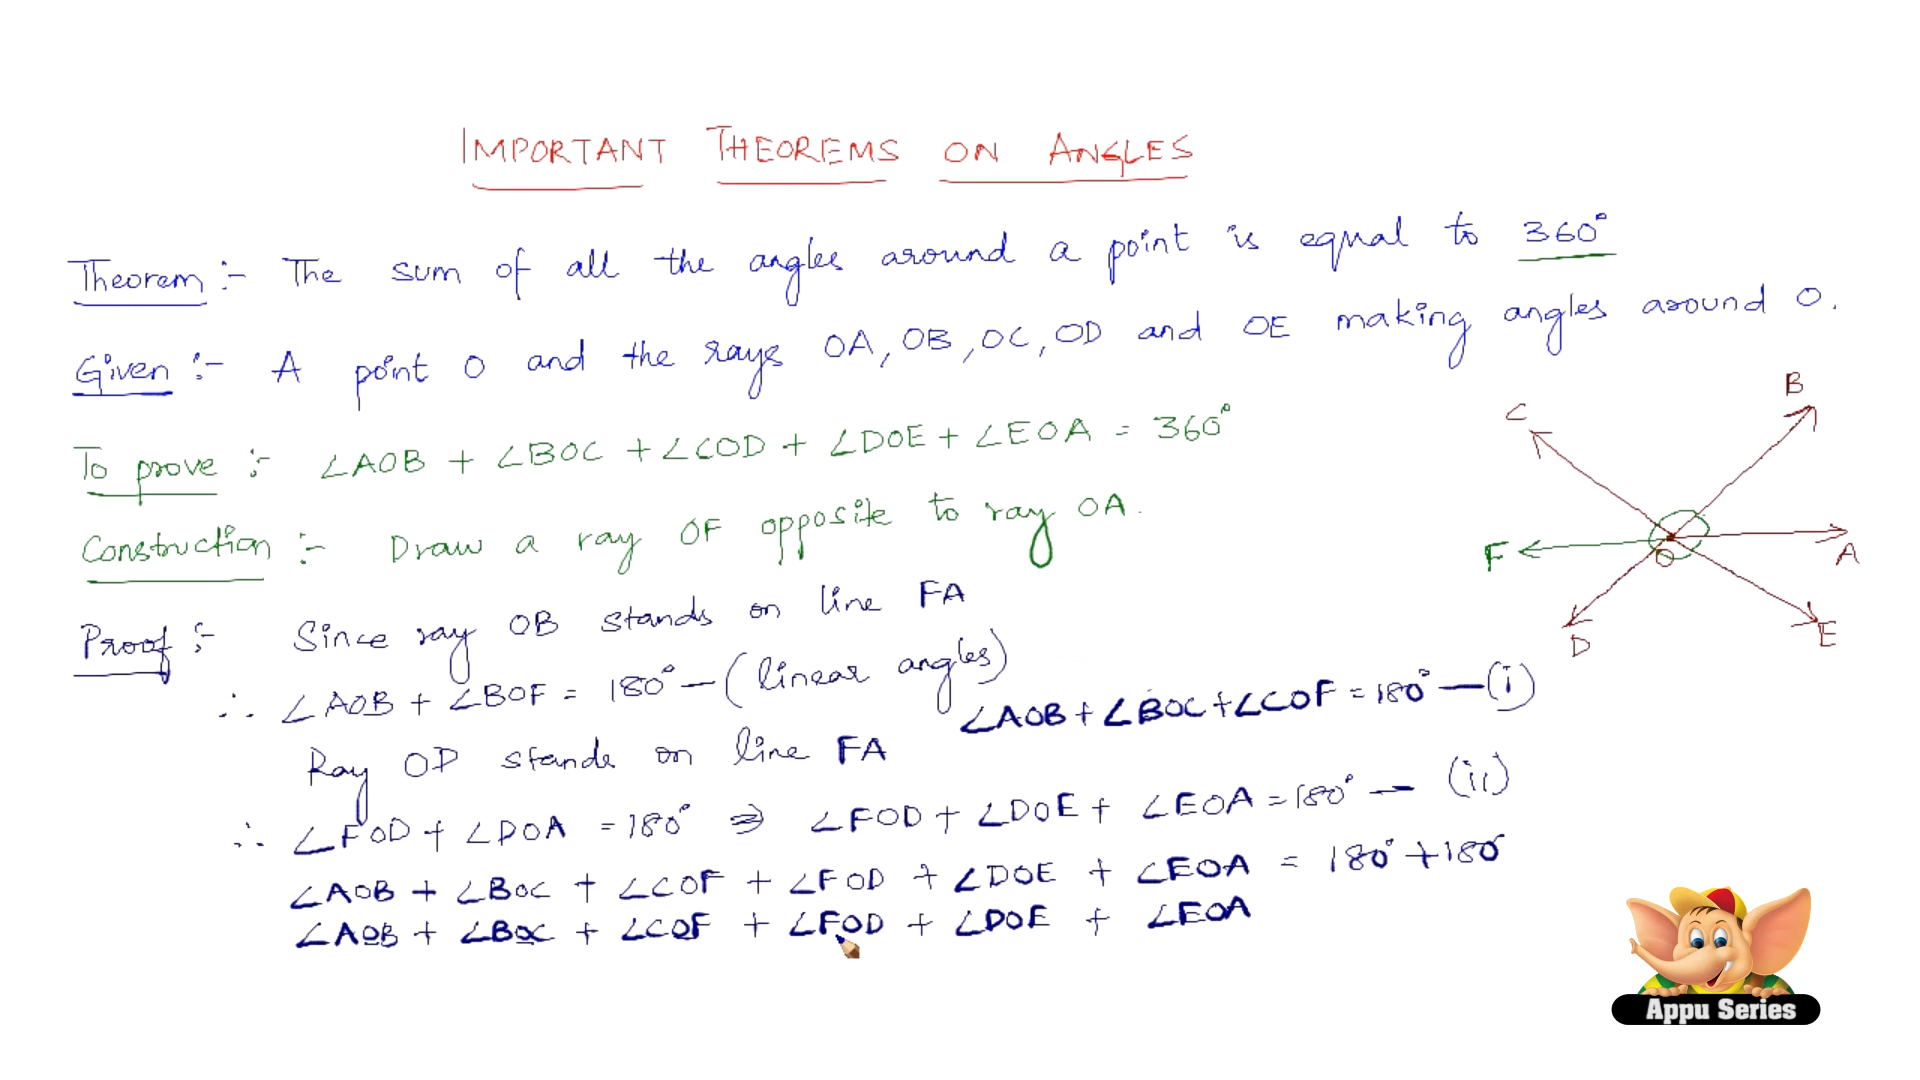 IMPORTANT THEOREMS ON ANGLES
Theorem :- The sum of all the angles around a point is equal to 360°
Given :- A point O and the rays OA, OB, OC, OD and OE making angles around O.
To prove :- ∠AOB + ∠BOC + ∠COD + ∠DOE + ∠EOA = 360°
Construction :- Draw a ray OF opposite to ray OA.
B
C
F
O
A
D
E
Proof :- Since ray OB stands on line FA
∴ ∠AOB + ∠BOF = 180° — (linear angles)
∠AOB + ∠BOC + ∠COF = 180° — (i)
Ray OD stands on line FA
∴ ∠FOD + ∠DOA = 180° ⇒ ∠FOD + ∠DOE + ∠EOA = 180° — (ii)
∠AOB + ∠BOC + ∠COF + ∠FOD + ∠DOE + ∠EOA = 180° + 180°
∠AOB + ∠BOC + ∠COF + ∠FOD + ∠DOE + ∠EOA
Appu Series